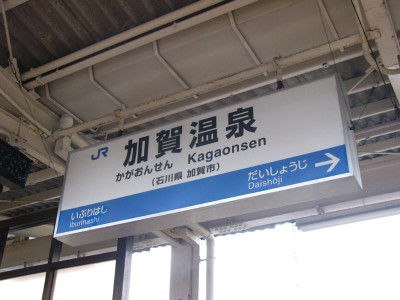 JR 加賀温泉
かがおんせん Kagaonsen
(石川県 加賀市)
いぶりはし だいしょうじ
Iburihashi Daishōji